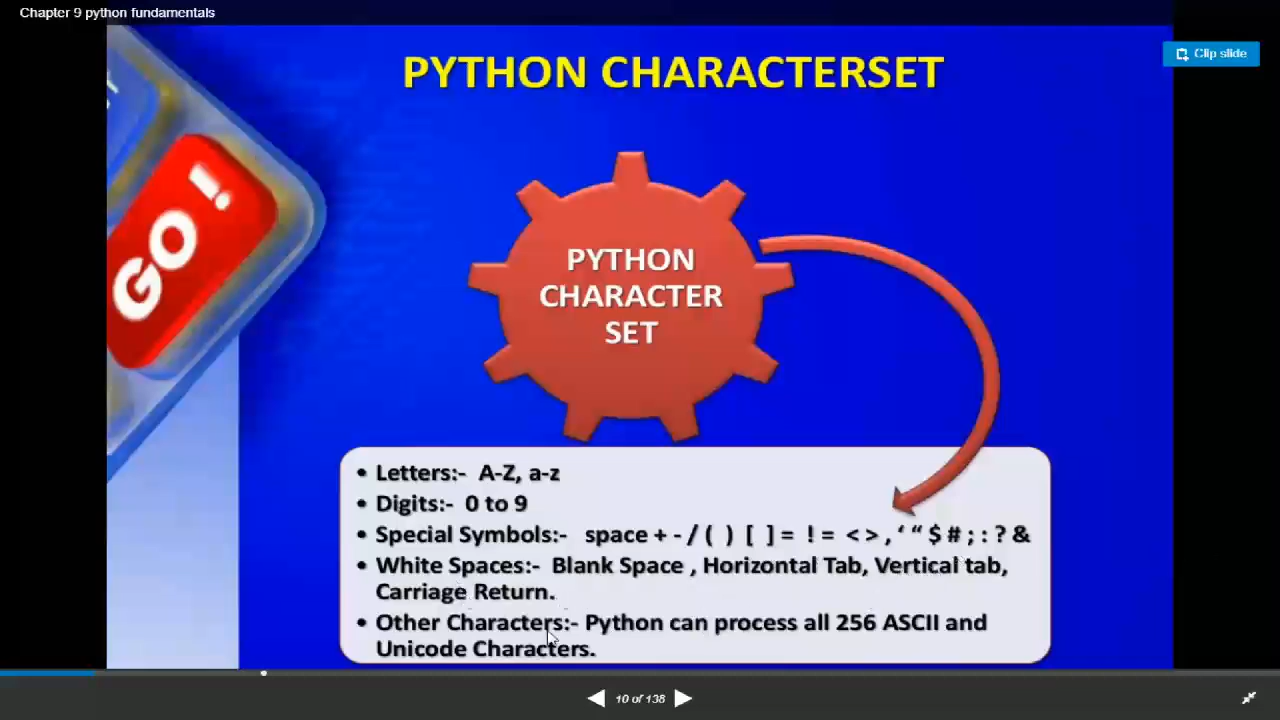 Chapter 9 python fundamentals
Clip slide
PYTHON CHARACTERSET
GO !
PYTHON
CHARACTER
SET
• Letters:- A-Z, a-z
• Digits:- 0 to 9
• Special Symbols:- space + - / ( ) [ ] = ! = < > , ‘ “ $ # ; : ? &
• White Spaces:- Blank Space , Horizontal Tab, Vertical tab,
Carriage Return.
• Other Characters:- Python can process all 256 ASCII and
Unicode Characters.
10 of 138